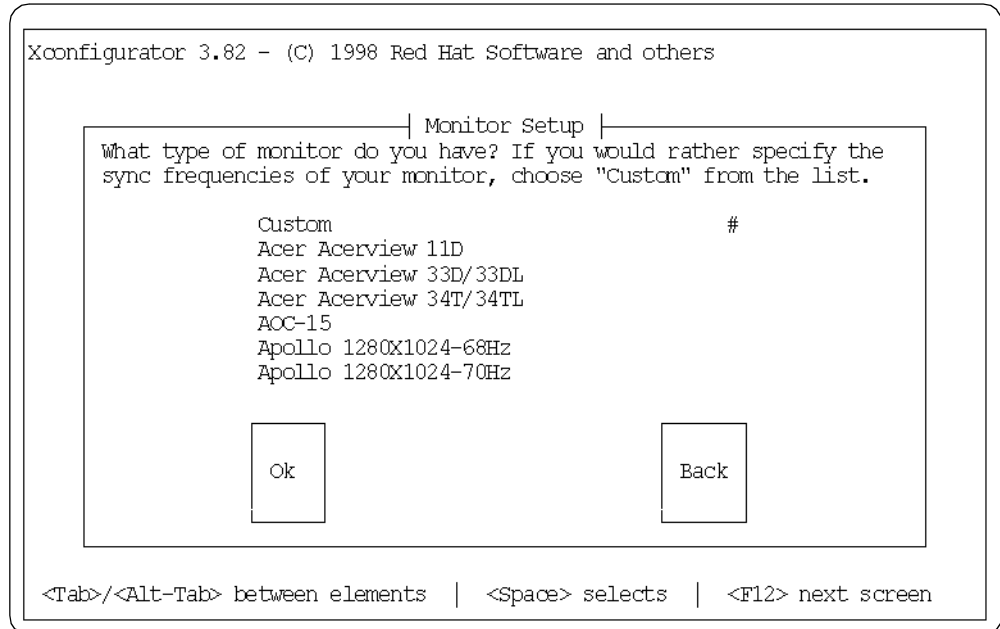 Xconfigurator 3.82 - (C) 1998 Red Hat Software and others
Monitor Setup
What type of monitor do you have? If you would rather specify the
sync frequencies of your monitor, choose "Custom" from the list.
Custom #
Acer Acerview 11D
Acer Acerview 33D/33DL
Acer Acerview 34T/34TL
AOC-15
Apollo 1280X1024-68Hz
Apollo 1280X1024-70Hz
Ok Back
<Tab>/<Alt-Tab> between elements | <Space> selects | <F12> next screen